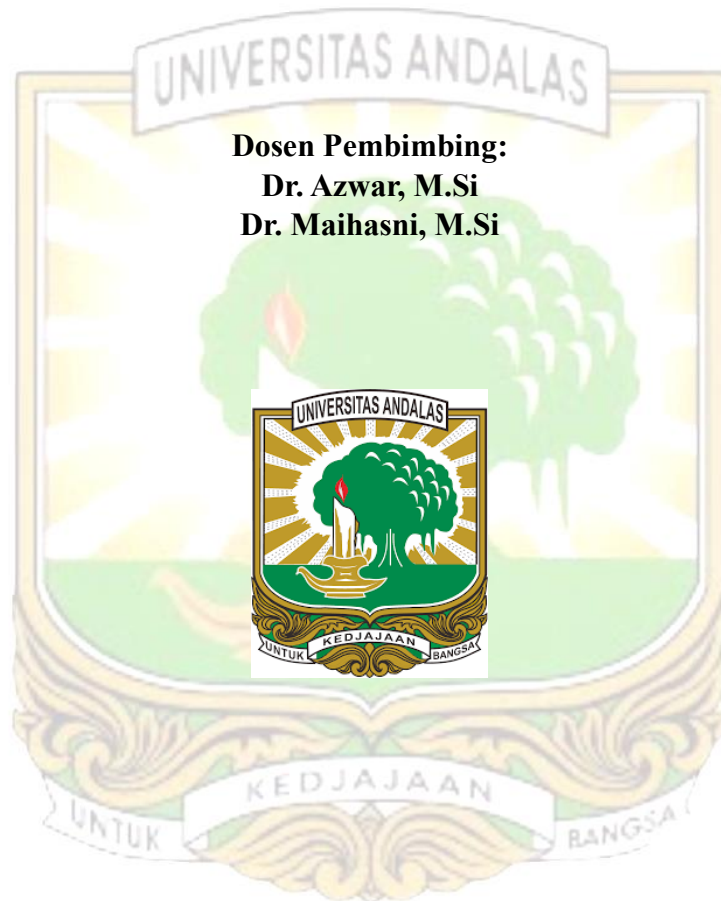 UNIVERSITAS ANDALAS
Dosen Pembimbing:
Dr. Azwar, M.Si
Dr. Maihasni, M.Si
UNIVERSITAS ANDALAS
UNTUK KEDJAJAAN BANGSA
UNTUK KEDJAJAAN BANGSA